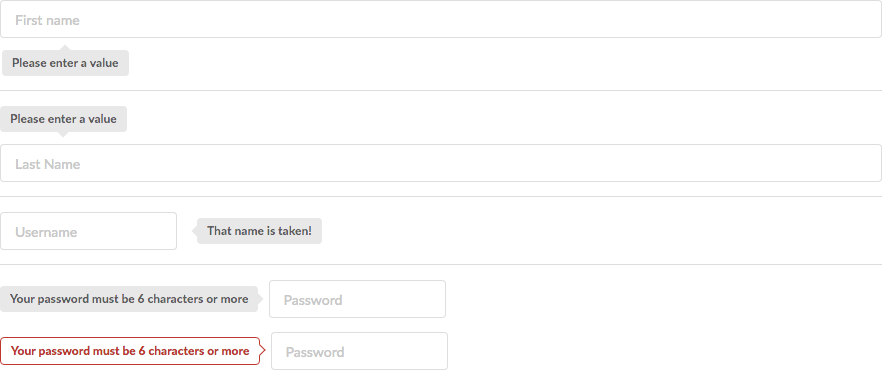 First name
Please enter a value
Please enter a value
Last Name
Username
That name is taken!
Your password must be 6 characters or more
Password
Your password must be 6 characters or more
Password